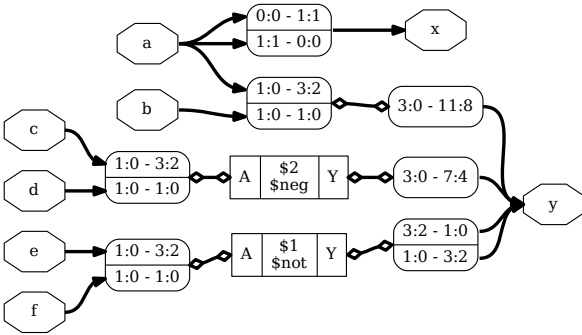 a
0:0 - 1:1
1:1 - 0:0
x
b
1:0 - 3:2
1:0 - 1:0
3:0 - 11:8
c
d
1:0 - 3:2
1:0 - 1:0
A
$2
$neg
Y
3:0 - 7:4
y
e
f
1:0 - 3:2
1:0 - 1:0
A
$1
$not
Y
3:2 - 1:0
1:0 - 3:2